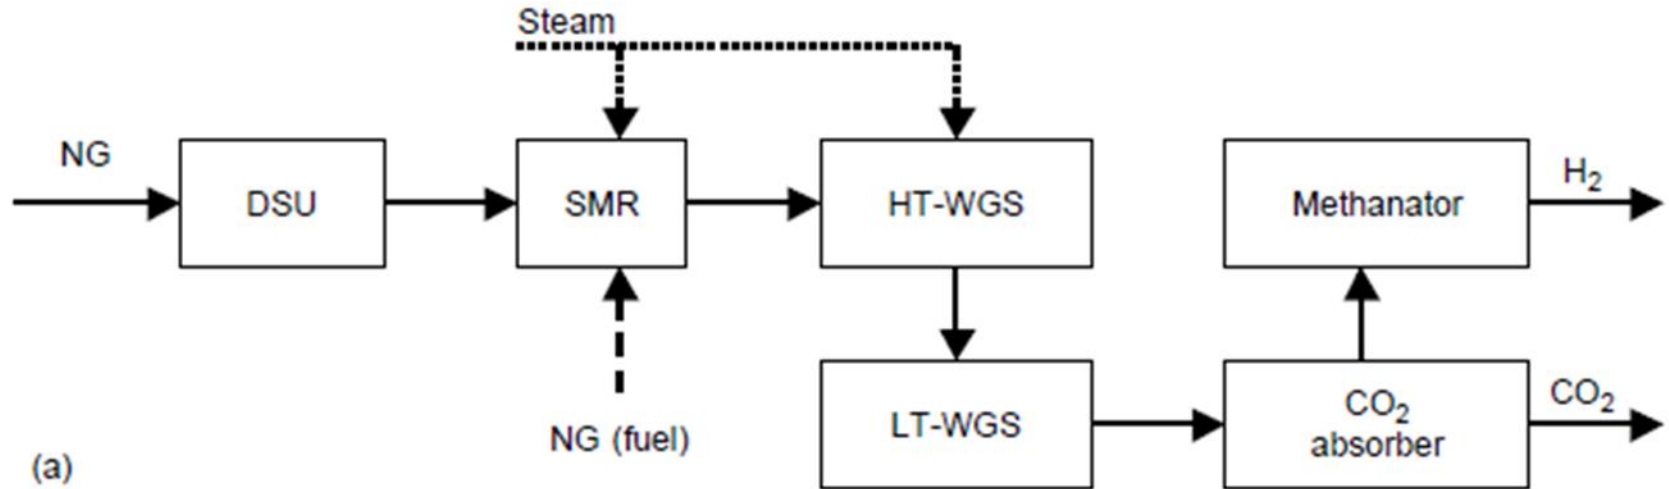 Steam
NG
DSU
SMR
HT-WGS
Methanator
H₂
NG (fuel)
LT-WGS
CO₂
absorber
CO₂
(a)